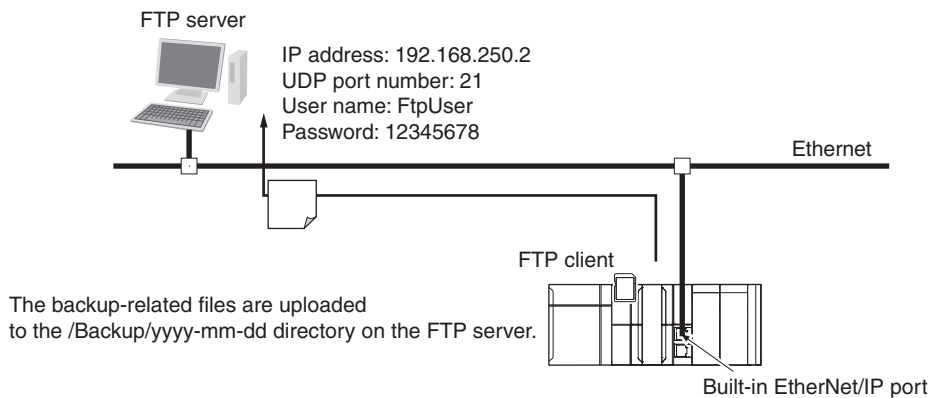 FTP server
IP address: 192.168.250.2
UDP port number: 21
User name: FtpUser
Password: 12345678
Ethernet
FTP client
The backup-related files are uploaded
to the /Backup/yyyy-mm-dd directory on the FTP server.
Built-in EtherNet/IP port